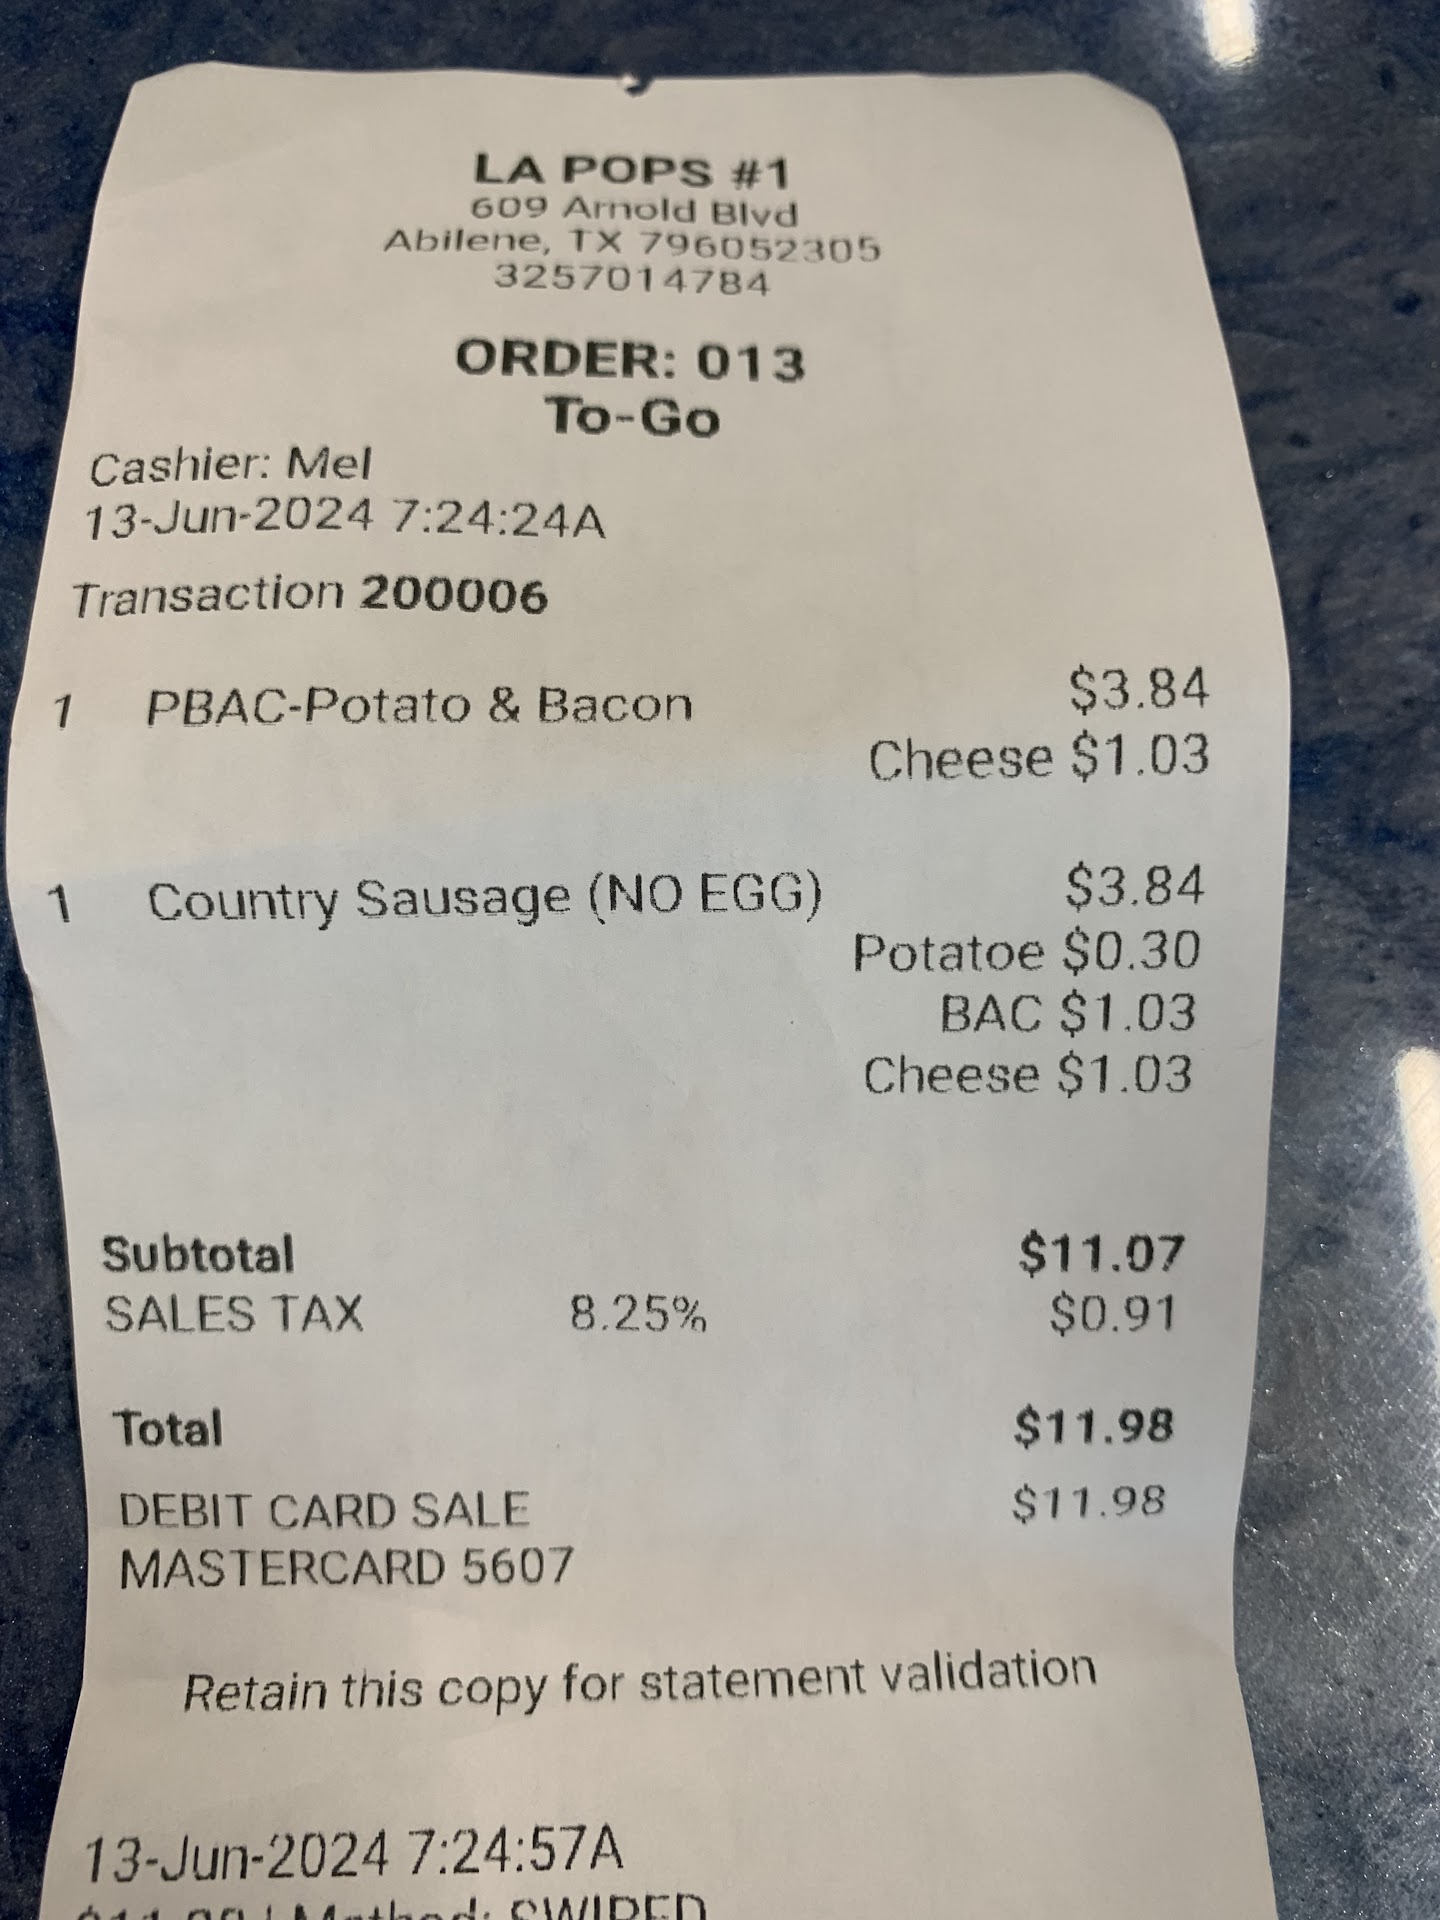 LA POPS #1
609 Arnold Blvd
Abilene, TX 796052305
3257014784
ORDER: 013
To-Go
Cashier: Mel
13-Jun-2024 7:24:24A
Transaction 200006
1 PBAC-Potato & Bacon $3.84
Cheese $1.03
1 Country Sausage (NO EGG) $3.84
Potatoe $0.30
BAC $1.03
Cheese $1.03
Subtotal $11.07
SALES TAX 8.25% $0.91
Total $11.98
DEBIT CARD SALE $11.98
MASTERCARD 5607
Retain this copy for statement validation
13-Jun-2024 7:24:57A
$11.98 | Method: SWIPED